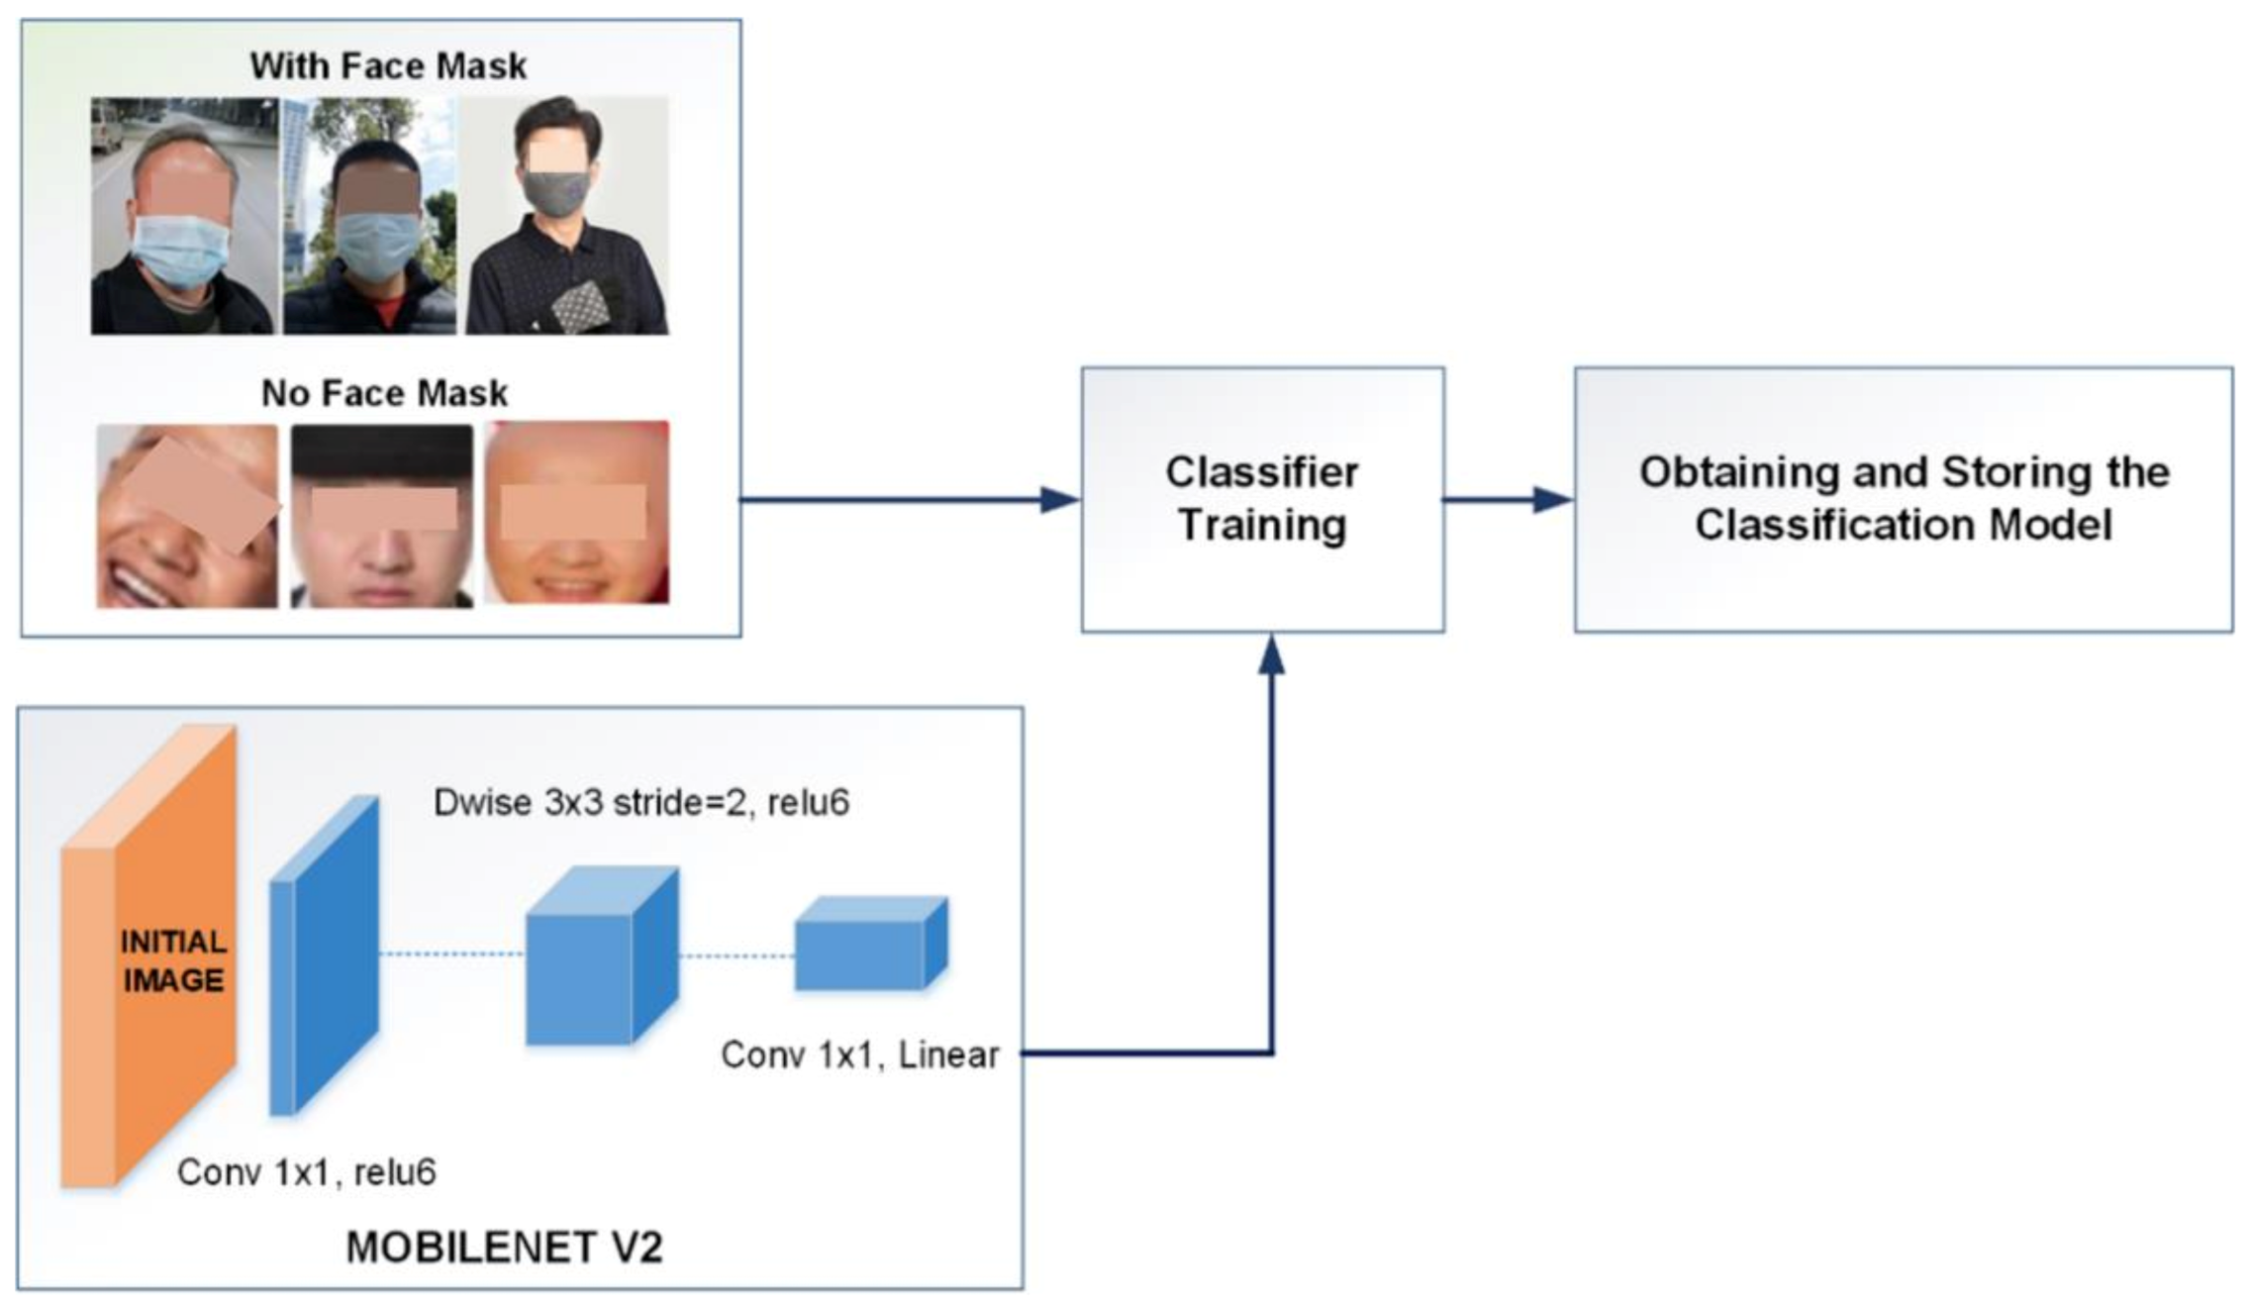 With Face Mask
No Face Mask
Classifier
Training
Obtaining and Storing the
Classification Model
Dwise 3x3 stride=2, relu6
INITIAL
IMAGE
Conv 1x1, Linear
Conv 1x1, relu6
MOBILENET V2